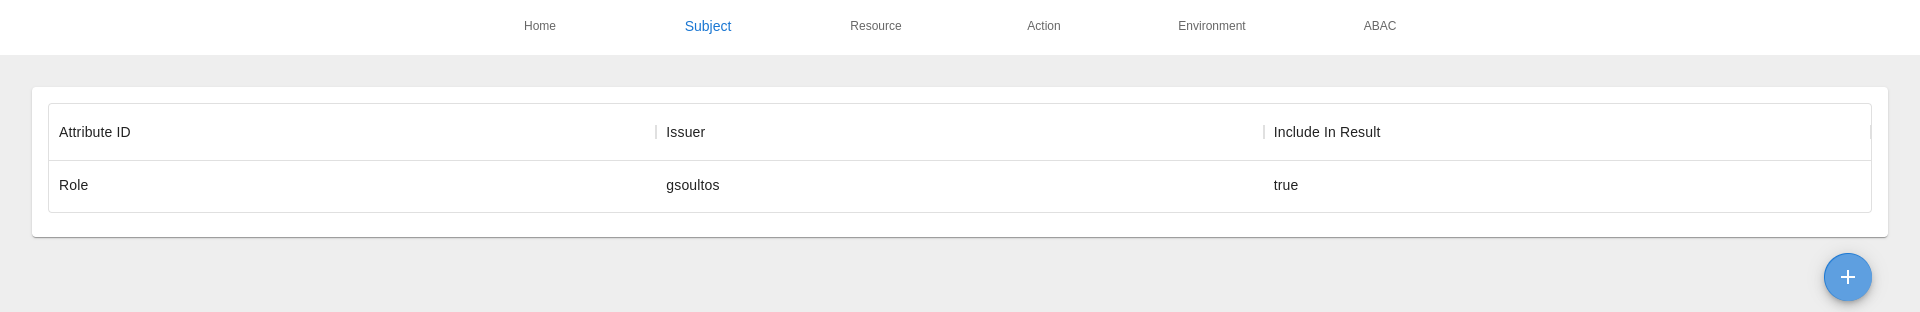 Home Subject Resource Action Environment ABAC
Attribute ID Issuer Include In Result
Role gsoultos true